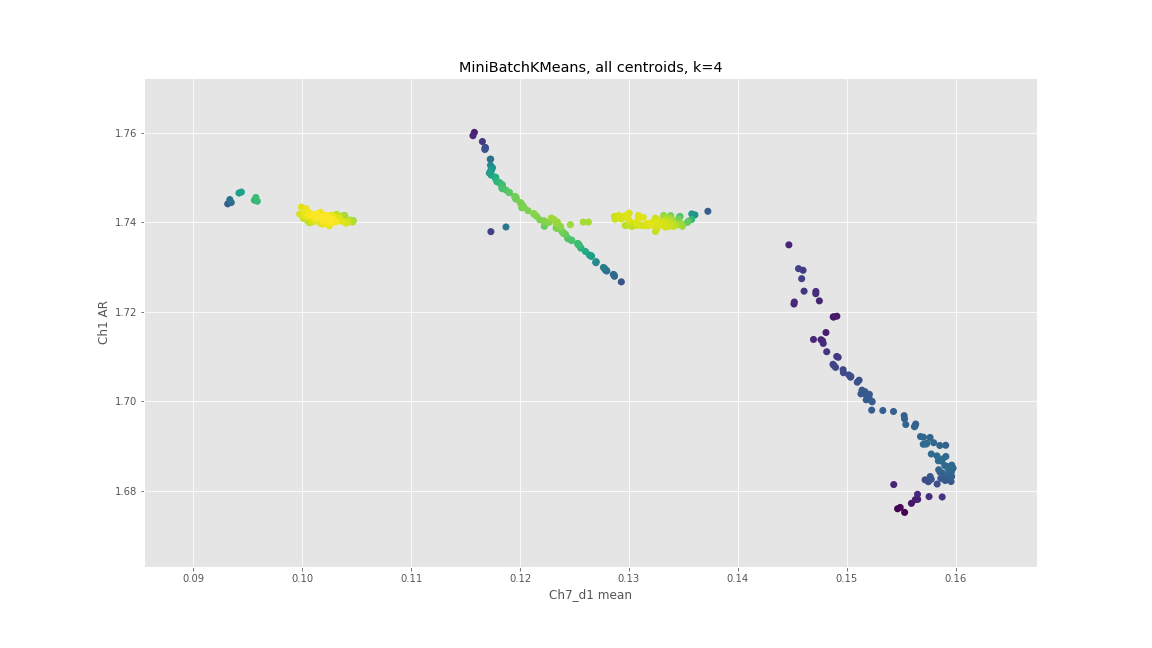 MiniBatchKMeans, all centroids, k=4
1.76
1.74
1.72
1.70
1.68
Ch1 AR
0.09 0.10 0.11 0.12 0.13 0.14 0.15 0.16
Ch7_d1 mean